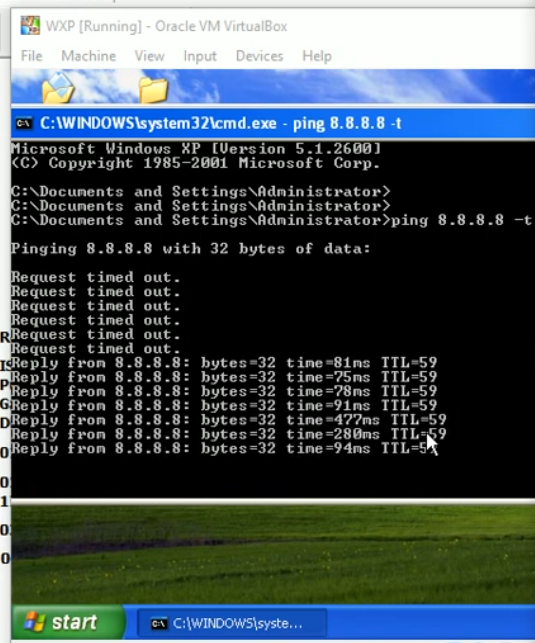 WXP [Running] - Oracle VM VirtualBox
File Machine View Input Devices Help
C:\WINDOWS\system32\cmd.exe - ping 8.8.8.8 -t
Microsoft Windows XP [Version 5.1.2600]
(C) Copyright 1985-2001 Microsoft Corp.
C:\Documents and Settings\Administrator>
C:\Documents and Settings\Administrator>
C:\Documents and Settings\Administrator>ping 8.8.8.8 -t
Pinging 8.8.8.8 with 32 bytes of data:
Request timed out.
Request timed out.
Request timed out.
Request timed out.
Request timed out.
Request timed out.
Reply from 8.8.8.8: bytes=32 time=81ms TTL=59
Reply from 8.8.8.8: bytes=32 time=75ms TTL=59
Reply from 8.8.8.8: bytes=32 time=78ms TTL=59
Reply from 8.8.8.8: bytes=32 time=91ms TTL=59
Reply from 8.8.8.8: bytes=32 time=477ms TTL=59
Reply from 8.8.8.8: bytes=32 time=280ms TTL=59
Reply from 8.8.8.8: bytes=32 time=94ms TTL=59
start
C:\WINDOWS\syste...